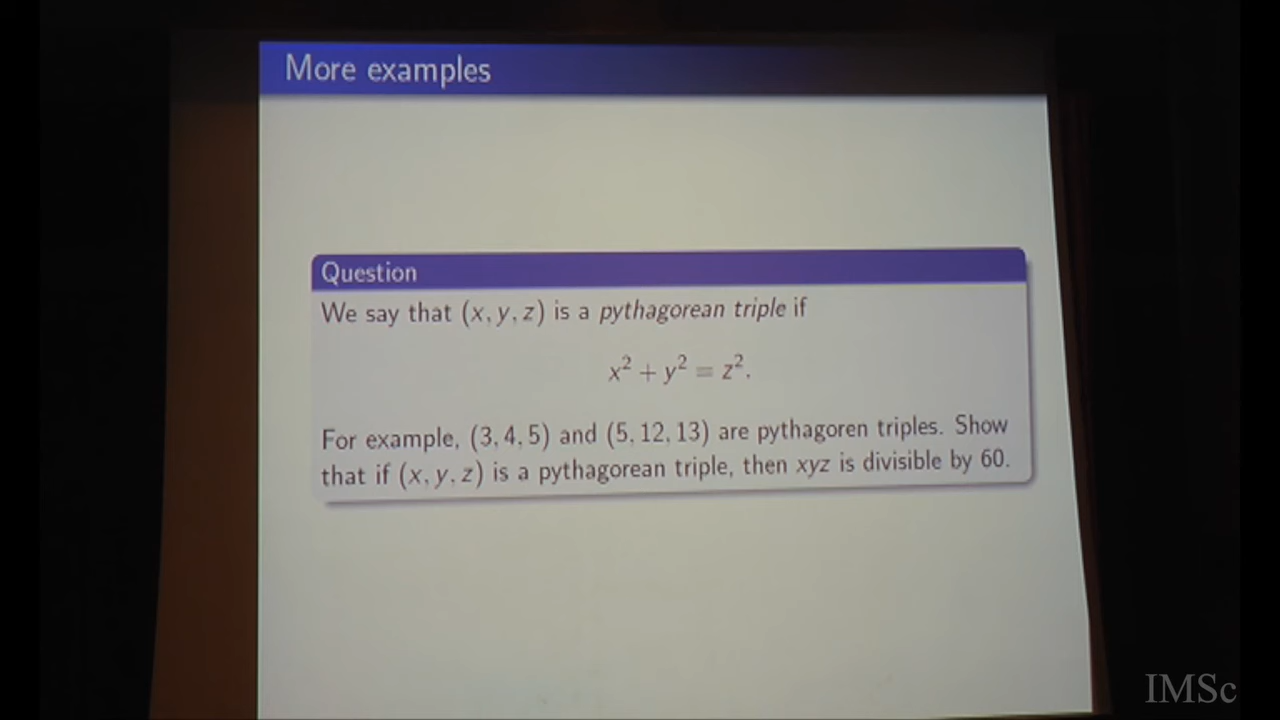 More examples
Question
We say that (x, y, z) is a pythagorean triple if
x² + y² = z².
For example, (3, 4, 5) and (5, 12, 13) are pythagoren triples. Show
that if (x, y, z) is a pythagorean triple, then xyz is divisible by 60.
IMSc